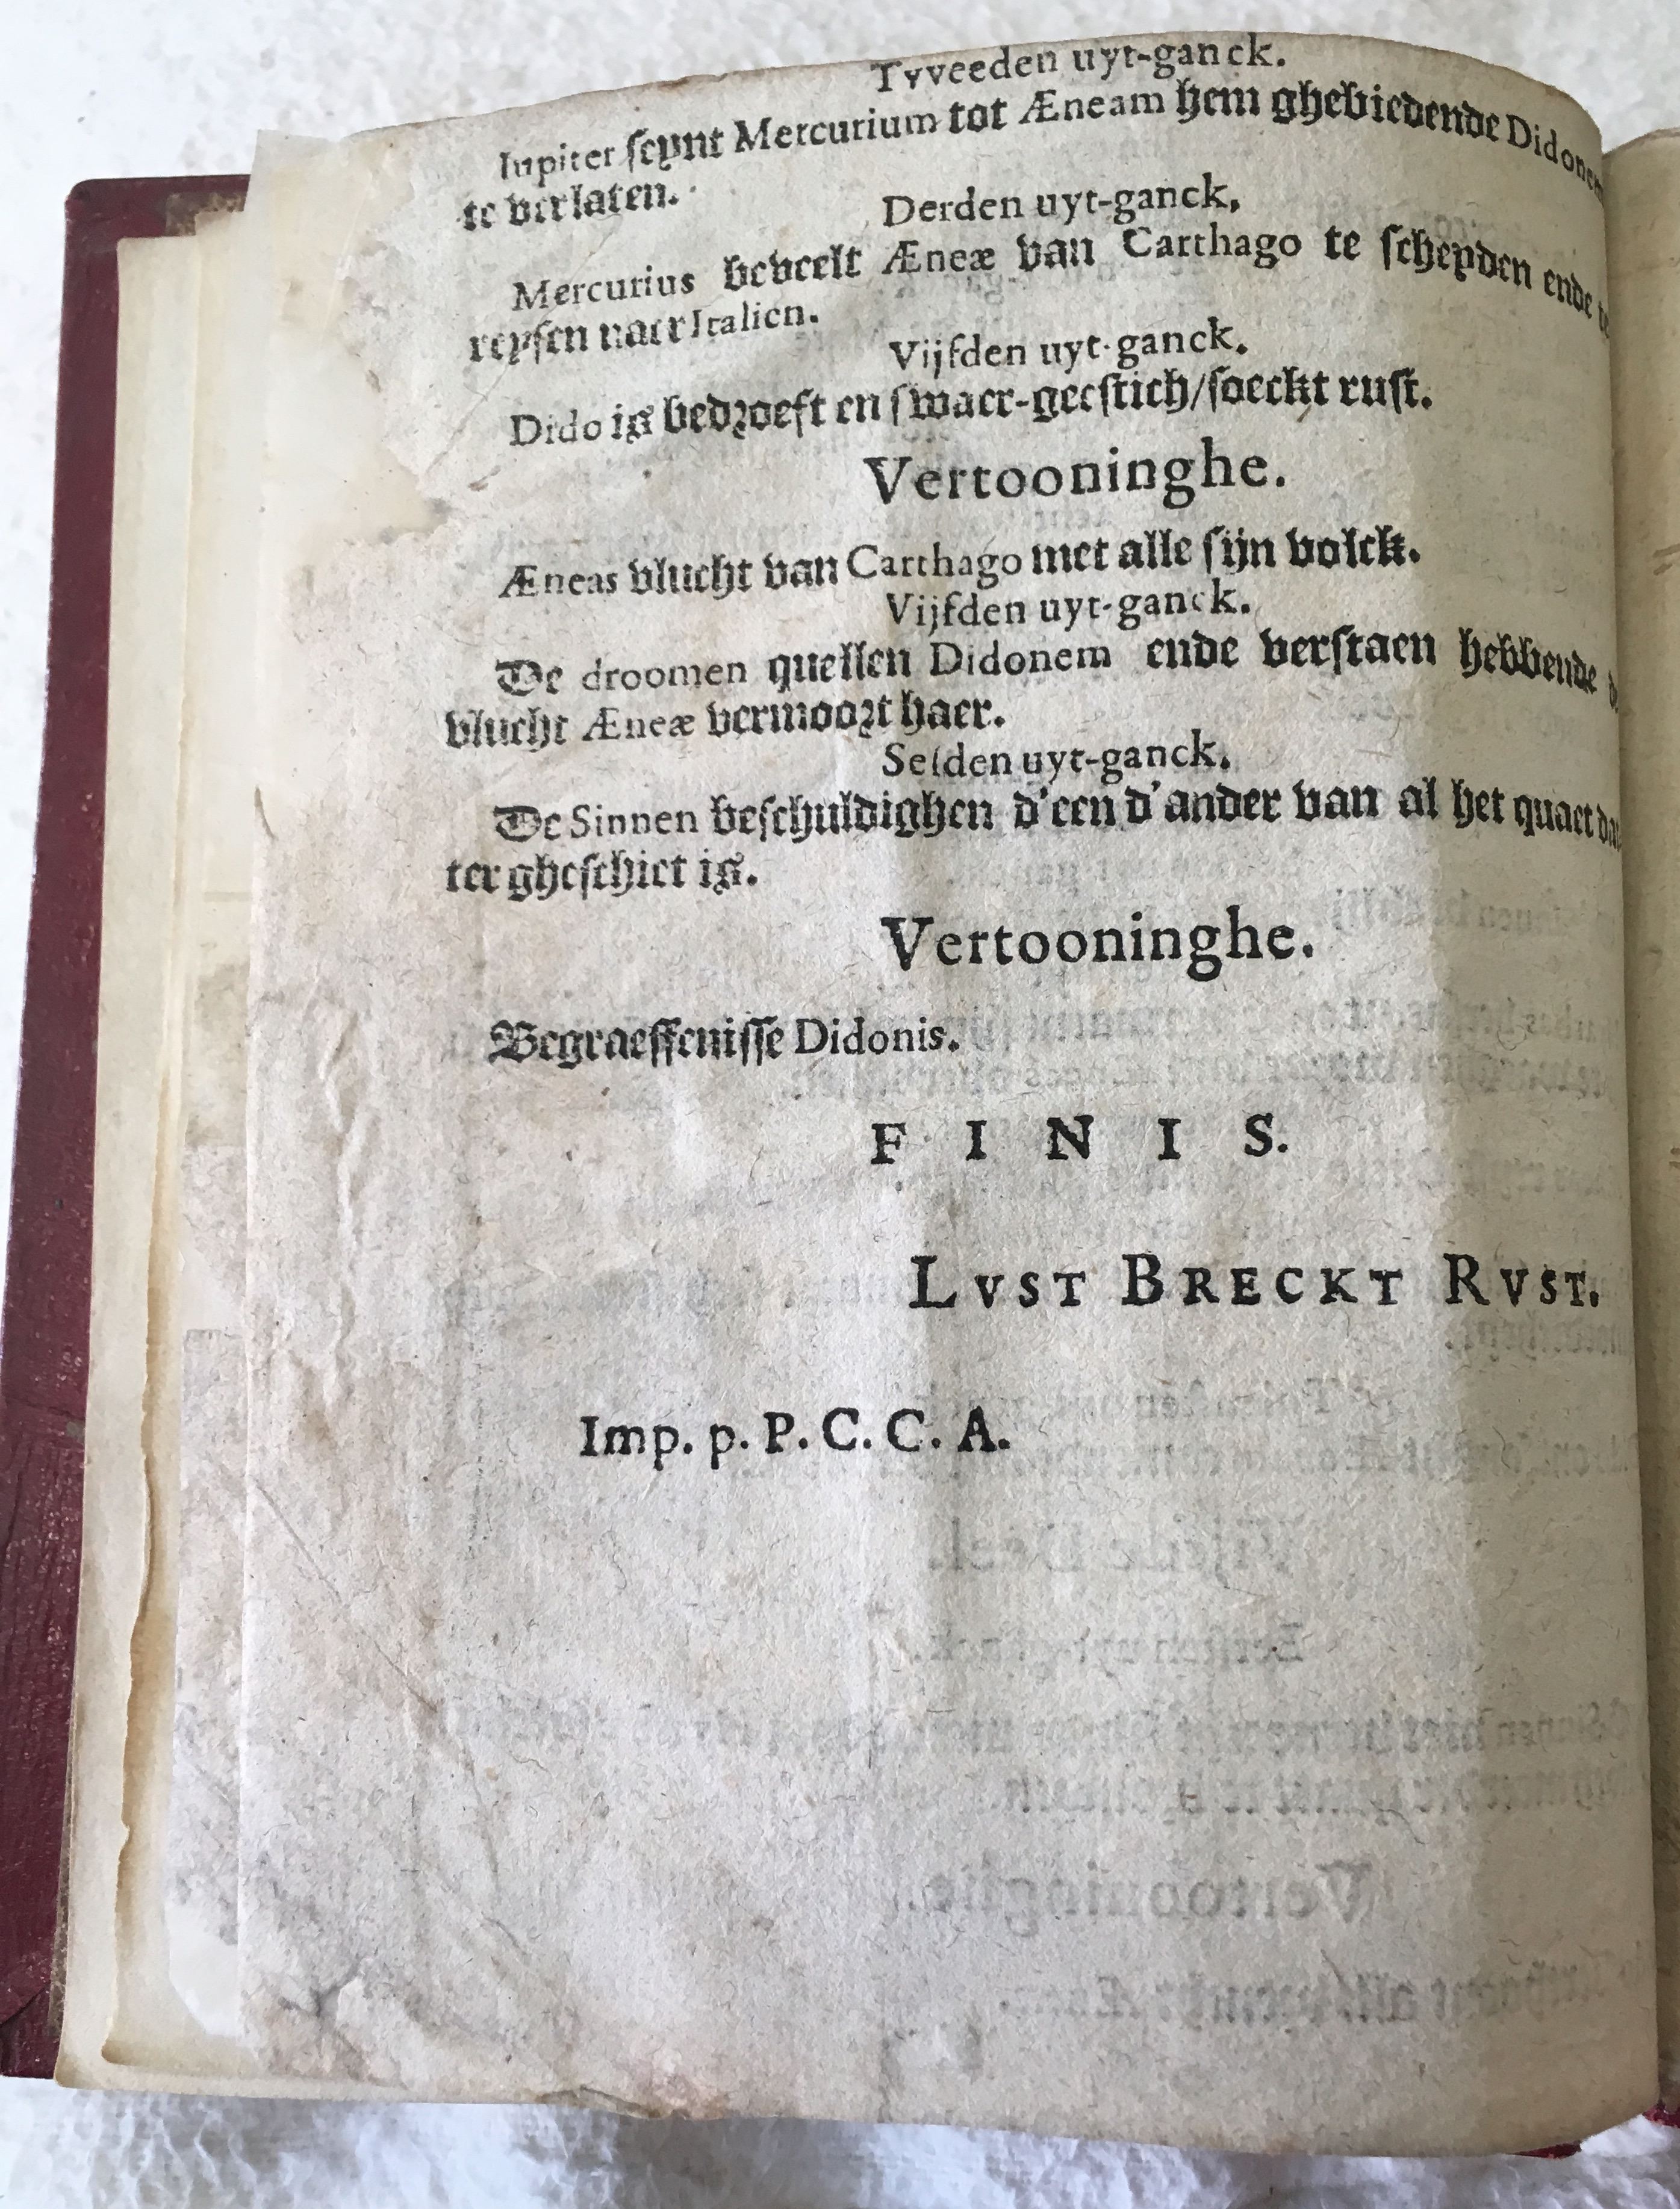 Tvveeden uyt-ganck.
Iupiter seynt Mercurium tot Æneam hem ghebiedende Didonem
te verlaten.
Derden uyt-ganck,
Mercurius beveelt Æneæ van Carthago te scheyden ende te
reysen naer Italien.
Vijfden uyt-ganck.
Dido is bedroeft en swaer-geestich/soeckt rust.
Vertooninghe.
Æneas vlucht van Carthago met alle sijn volck.
Vijfden uyt-ganck.
De droomen quellen Didonem ende verstaen hebbende
vlucht Æneæ vermoort haer.
Sesden uyt-ganck.
De Sinnen beschuldighen d'een d'ander van al het quaet dat
ter gheschiet is.
Vertooninghe.
Begraeffenisse Didonis.
F I N I S.
LVST BRECKT RVST.
Imp. p. P. C. C. A.